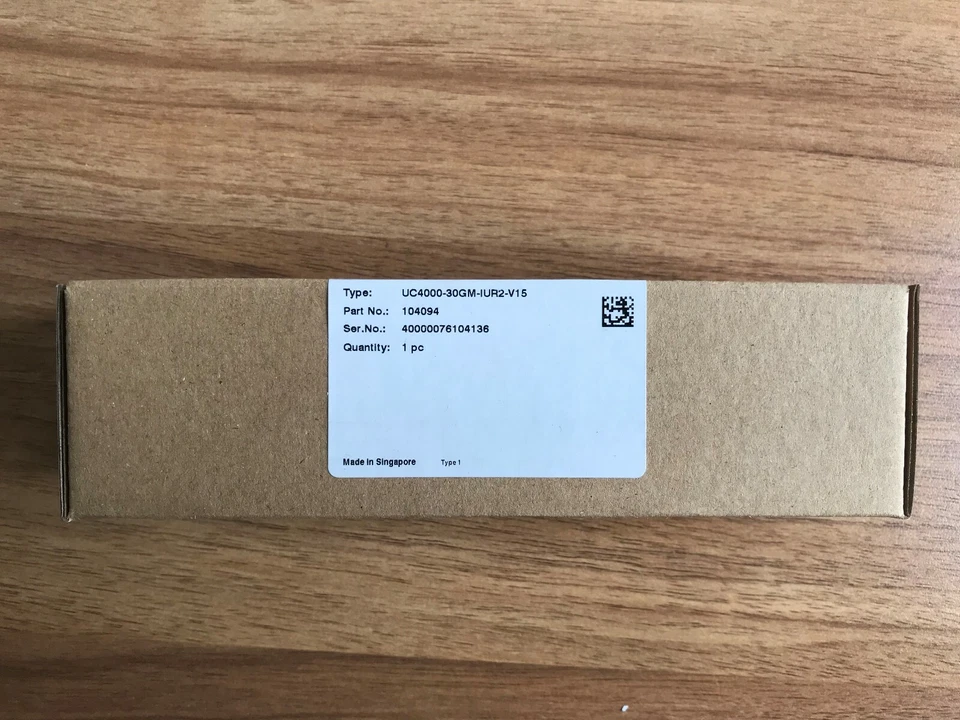 Type: UC4000-30GM-IUR2-V15
Part No.: 104094
Ser.No.: 40000076104136
Quantity: 1 pc
Made in Singapore Type 1